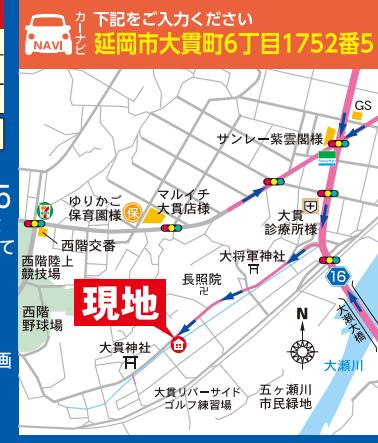 NAVI
カーナビ
下記をご入力ください
延岡市大貫町6丁目1752番5
GS
サンレー紫雲閣様
FamilyMart
ゆりかご
保育園様
保
マルイチ
大貫店様
大貫
診療所様
西階交番
西階陸上
競技場
大将軍神社
16
長照院
大瀬大橋
現地
西階
野球場
N
大貫神社
大瀬川
大貫リバーサイド
ゴルフ練習場
五ヶ瀬川
市民緑地
5
て
画